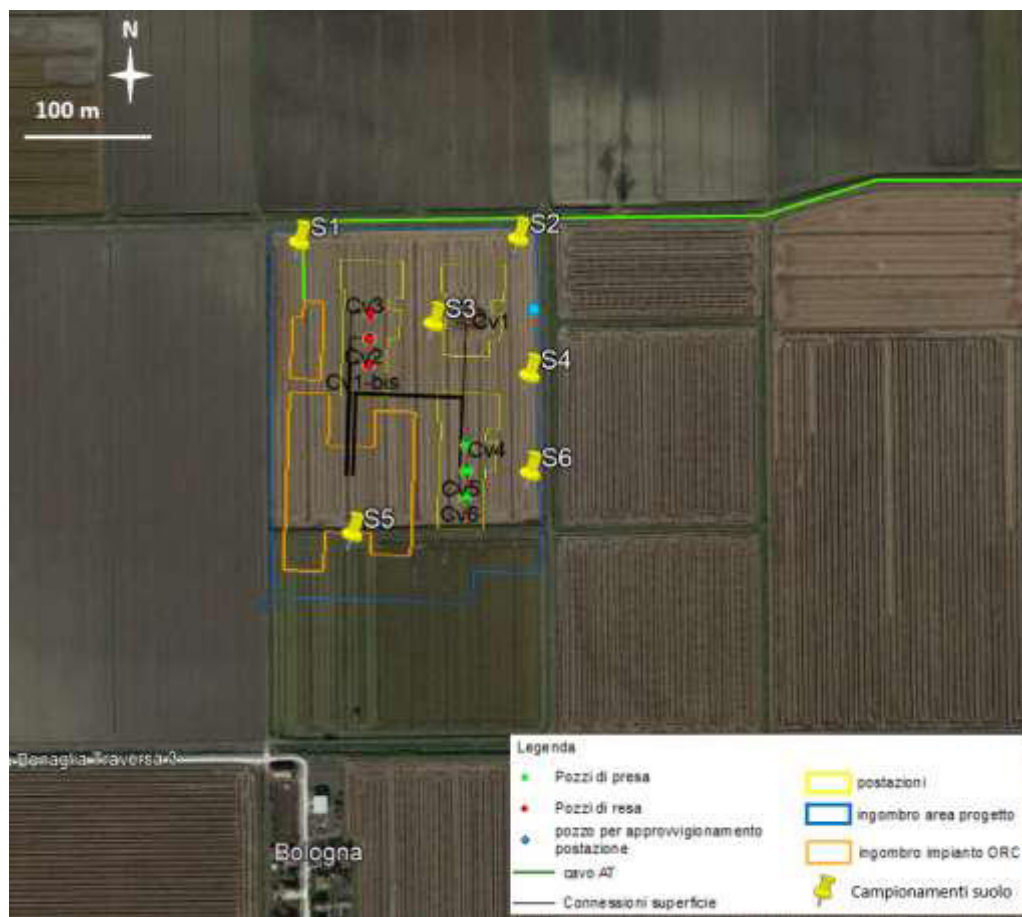 N
100 m
S1
S2
Cv3
S3
Cv1
Cv2
S4
Cv1-bis
Cv4
S6
Cv5
Cv6
S5
Traversa 3
Bologna
Legenda
Pozzi di presa
Pozzi di resa
pozzo per approvvigionamento
postazione
cavo AT
Connessioni superficie
postazioni
ingombro area progetto
ingombro impianto ORC
Campionamenti suolo